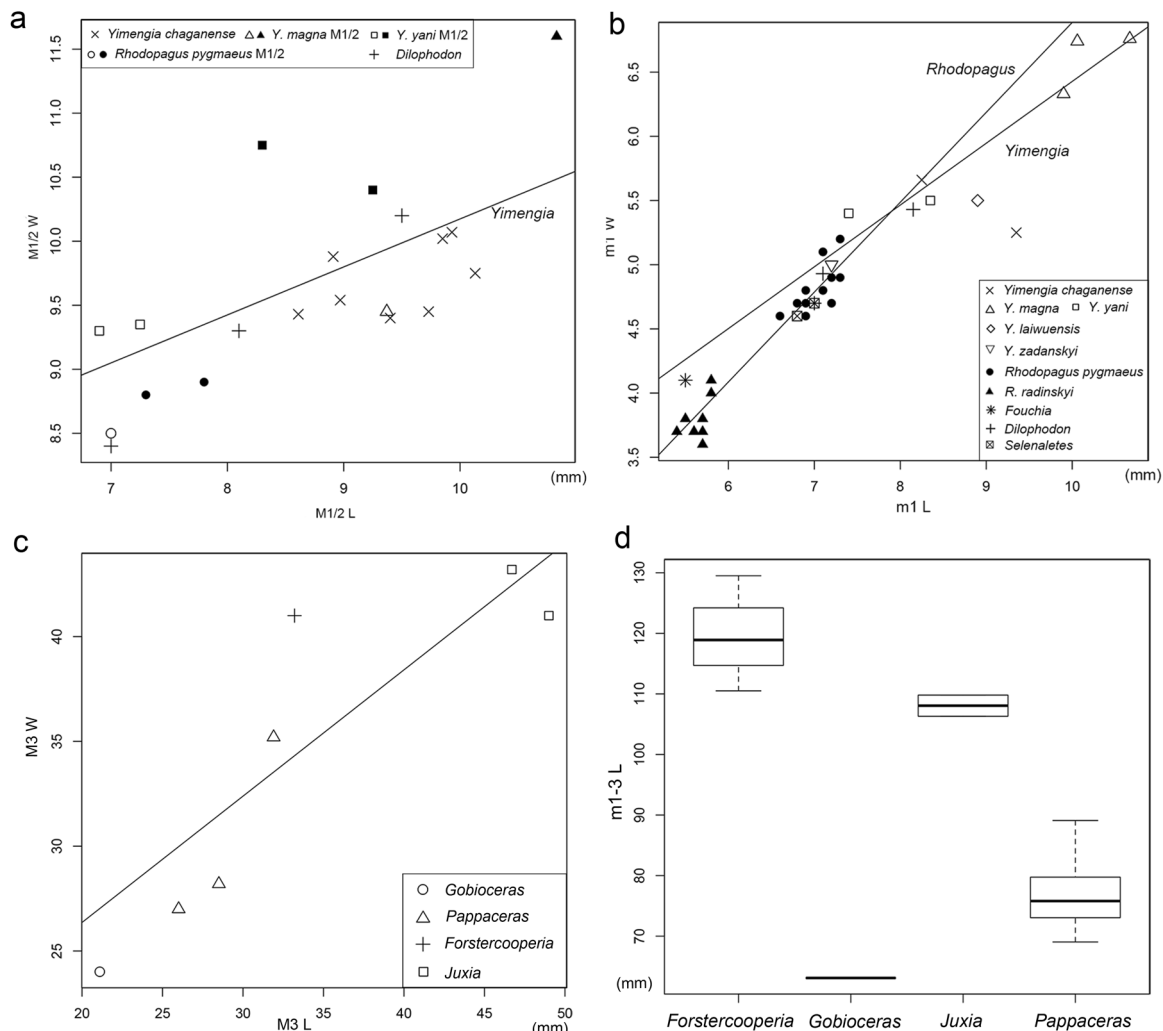 a
11.5
11.0
10.5
10.0
9.5
9.0
8.5
M1/2 W
Yimengia chaganense
Y. magna M1/2
Y. yani M1/2
Rhodopagus pygmaeus M1/2
Dilophodon
Yimengia
7
8
9
10
(mm)
M1/2 L
b
6.5
6.0
5.5
5.0
4.5
4.0
3.5
m1 W
Rhodopagus
Yimengia
Yimengia chaganense
Y. magna
Y. yani
Y. laiwuensis
Y. zadanskyi
Rhodopagus pygmaeus
R. radinskyi
Fouchia
Dilophodon
Selenaletes
6
7
8
9
10
(mm)
m1 L
c
40
35
30
25
M3 W
Gobioceras
Pappaceras
Forstercooperia
Juxia
20
25
30
35
40
45
50
M3 L
(mm)
d
130
120
110
100
90
80
70
m1-3 L
(mm)
Forstercooperia
Gobioceras
Juxia
Pappaceras